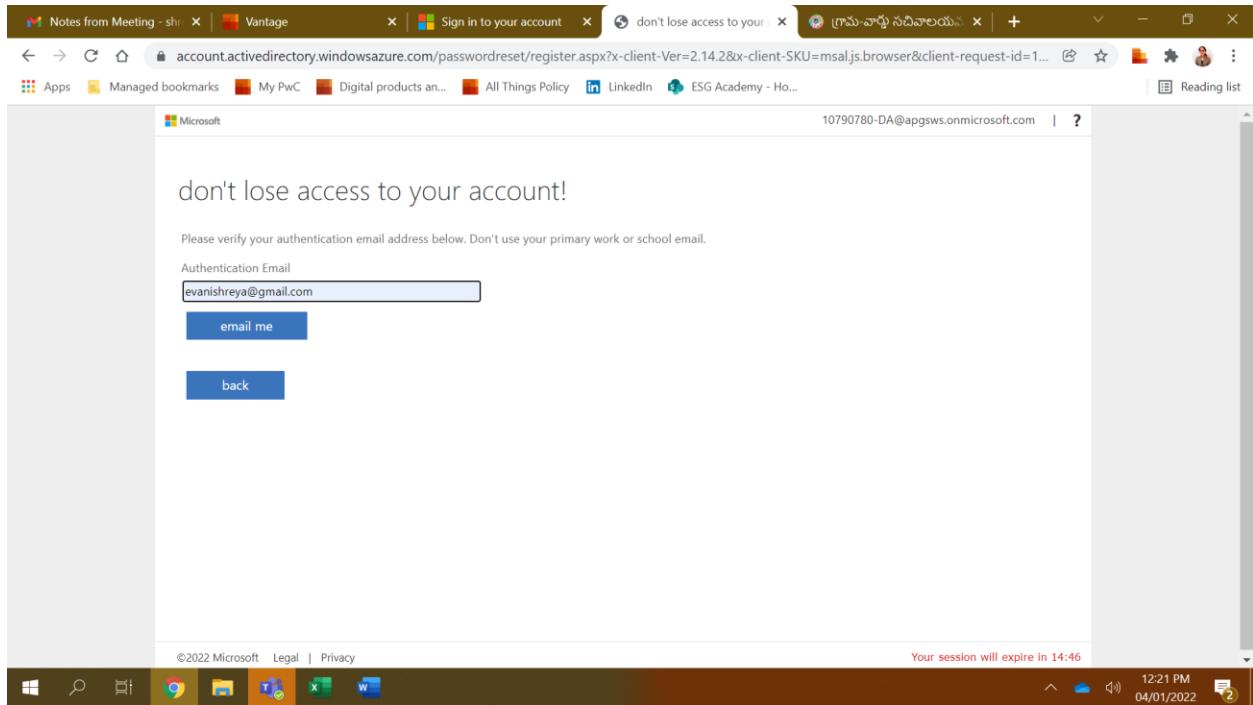 Notes from Meeting - shr
Vantage
Sign in to your account
don't lose access to your a
గ్రామ-వార్డు సచివాలయవ
account.activedirectory.windowsazure.com/passwordreset/register.aspx?x-client-Ver=2.14.2&x-client-SKU=msal.js.browser&client-request-id=1...
Apps Managed bookmarks My PwC Digital products an... All Things Policy LinkedIn ESG Academy - Ho... Reading list
Microsoft 10790780-DA@apgsws.onmicrosoft.com | ?
don't lose access to your account!
Please verify your authentication email address below. Don't use your primary work or school email.
Authentication Email
evanishreya@gmail.com
email me
back
©2022 Microsoft Legal | Privacy Your session will expire in 14:46
12:21 PM
04/01/2022
2